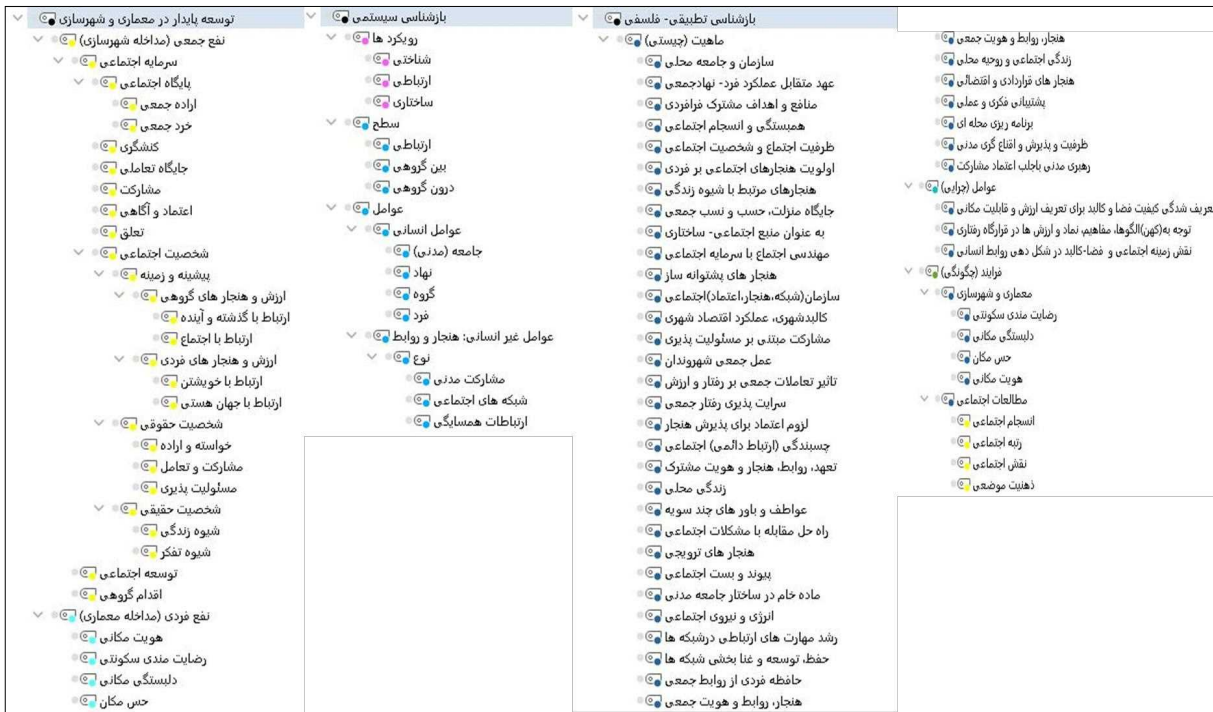 توسعه پایدار در معماری و شهرسازی
نفع جمعی (مداخله شهرسازی)
سرمایه اجتماعی
پایگاه اجتماعی
اراده جمعی
خرد جمعی
کنشگری
جایگاه تعاملی
مشارکت
اعتماد و آگاهی
تعلق
شخصیت اجتماعی
پیشینه و زمینه
ارزش و هنجار های گروهی
ارتباط با گذشته و آینده
ارتباط با اجتماع
ارزش و هنجار های فردی
ارتباط با خویشتن
ارتباط با جهان هستی
شخصیت حقوقی
خواسته و اراده
مشارکت و تعامل
مسئولیت پذیری
شخصیت حقیقی
شیوه زندگی
شیوه تفکر
توسعه اجتماعی
اقدام گروهی
نفع فردی (مداخله معماری)
هویت مکانی
رضایت مندی سکونتی
دلبستگی مکانی
حس مکان
بازشناسی سیستمی
رویکرد ها
شناختی
ارتباطی
ساختاری
سطح
ارتباطی
بین گروهی
درون گروهی
عوامل
عوامل انسانی
جامعه (مدنی)
نهاد
گروه
فرد
عوامل غیر انسانی: هنجار و روابط
نوع
مشارکت مدنی
شبکه های اجتماعی
ارتباطات همسایگی
بازشناسی تطبیقی- فلسفی
ماهیت (چیستی)
سازمان و جامعه محلی
عهد متقابل عملکرد فرد- نهادجمعی
منافع و اهداف مشترک فرافردی
همبستگی و انسجام اجتماعی
ظرفیت اجتماع و شخصیت اجتماعی
اولویت هنجارهای اجتماعی بر فردی
هنجارهای مرتبط با شیوه زندگی
جایگاه منزلت، حسب و نسب جمعی
به عنوان منبع اجتماعی- ساختاری
مهندسی اجتماع با سرمایه اجتماعی
هنجار های پشتوانه ساز
سازمان(شبکه،هنجار،اعتماد)اجتماعی
کالبدشهری، عملکرد اقتصاد شهری
مشارکت مبتنی بر مسئولیت پذیری
عمل جمعی شهروندان
تاثیر تعاملات جمعی بر رفتار و ارزش
سرایت پذیری رفتار جمعی
لزوم اعتماد برای پذیرش هنجار
چسبندگی (ارتباط دائمی) اجتماعی
تعهد، روابط، هنجار و هویت مشترک
زندگی محلی
عواطف و باور های چند سویه
راه حل مقابله با مشکلات اجتماعی
هنجار های ترویجی
پیوند و بست اجتماعی
ماده خام در ساختار جامعه مدنی
انرژی و نیروی اجتماعی
رشد مهارت های ارتباطی درشبکه ها
حفظ، توسعه و غنا بخشی شبکه ها
حافظه فردی از روابط جمعی
هنجار، روابط و هویت جمعی
هنجار، روابط و هویت جمعی
زندگی اجتماعی و روحیه محلی
هنجار های قراردادی و اقتضائی
پشتیبانی فکری و عملی
برنامه ریزی محله ای
ظرفیت و پذیرش و اقناع گری مدنی
رهبری مدنی باجلب اعتماد مشارکت
عوامل (چرایی)
عریف شدگی کیفیت فضا و کالبد برای تعریف ارزش و قابلیت مکانی
توجه به(کهن)الگوها، مفاهیم، نماد و ارزش ها در قرارگاه رفتاری
نقش زمینه اجتماعی و فضا-کالبد در شکل دهی روابط انسانی
فرایند (چگونگی)
معماری و شهرسازی
رضایت مندی سکونتی
دلبستگی مکانی
حس مکان
هویت مکانی
مطالعات اجتماعی
انسجام اجتماعی
رتبه اجتماعی
نقش اجتماعی
ذهنیت موضعی